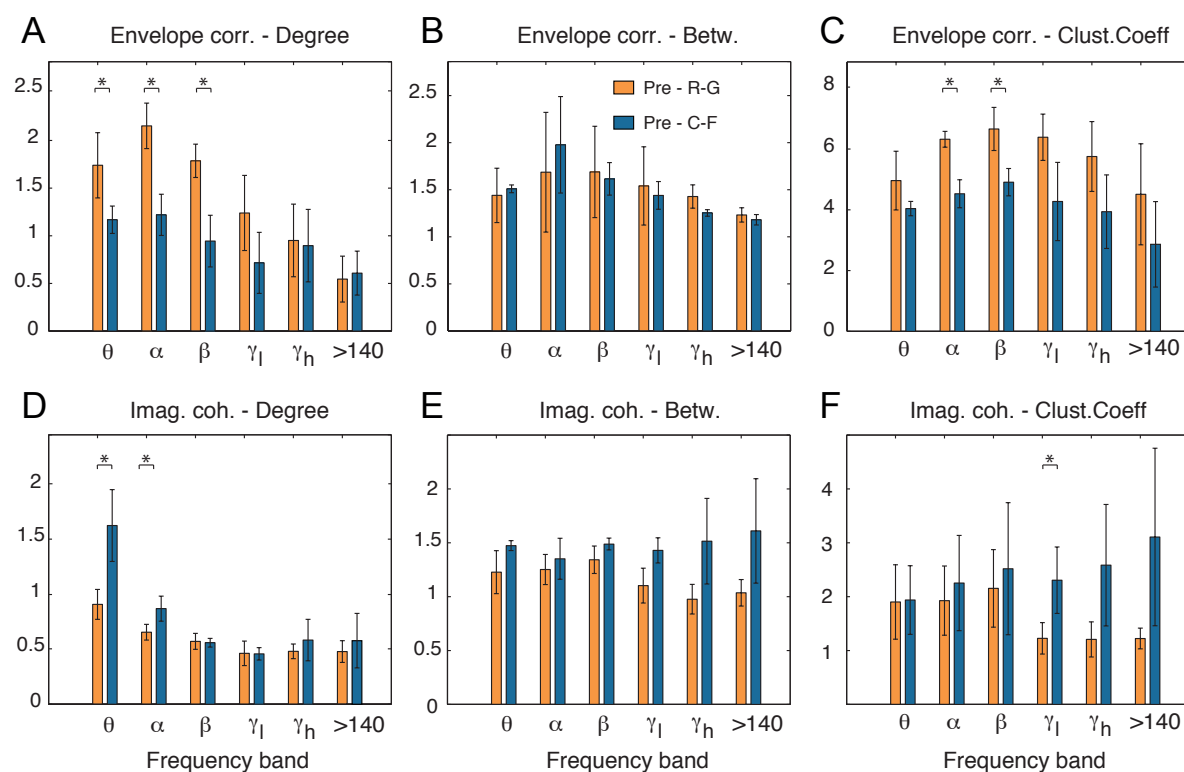 A
Envelope corr. - Degree
2.5
2
1.5
1
0.5
0
* * *
θ α β γl γh >140
B
Envelope corr. - Betw.
2.5
2
1.5
1
0.5
0
Pre - R-G
Pre - C-F
θ α β γl γh >140
C
Envelope corr. - Clust.Coeff
8
6
4
2
0
* *
θ α β γl γh >140
D
Imag. coh. - Degree
2
1.5
1
0.5
0
* *
θ α β γl γh >140
Frequency band
E
Imag. coh. - Betw.
2
1.5
1
0.5
0
θ α β γl γh >140
Frequency band
F
Imag. coh. - Clust.Coeff
4
3
2
1
*
θ α β γl γh >140
Frequency band